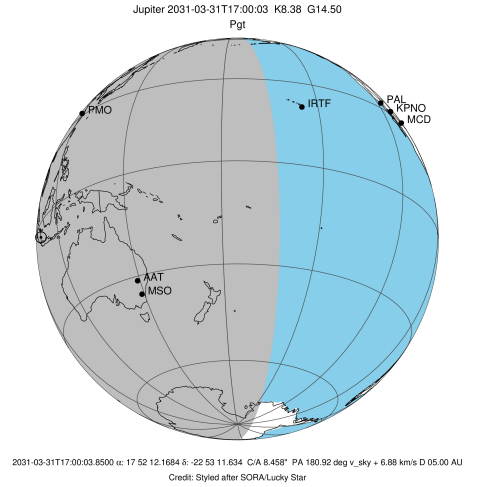 Jupiter 2031-03-31T17:00:03 K8.38 G14.50
Pgt
PAL
IRTF
KPNO
PMO
MCD
AAT
MSO
2031-03-31T17:00:03.8500 α: 17 52 12.1684 δ: -22 53 11.634 C/A 8.458" PA 180.92 deg v_sky + 6.88 km/s D 05.00 AU
Credit: Styled after SORA/Lucky Star